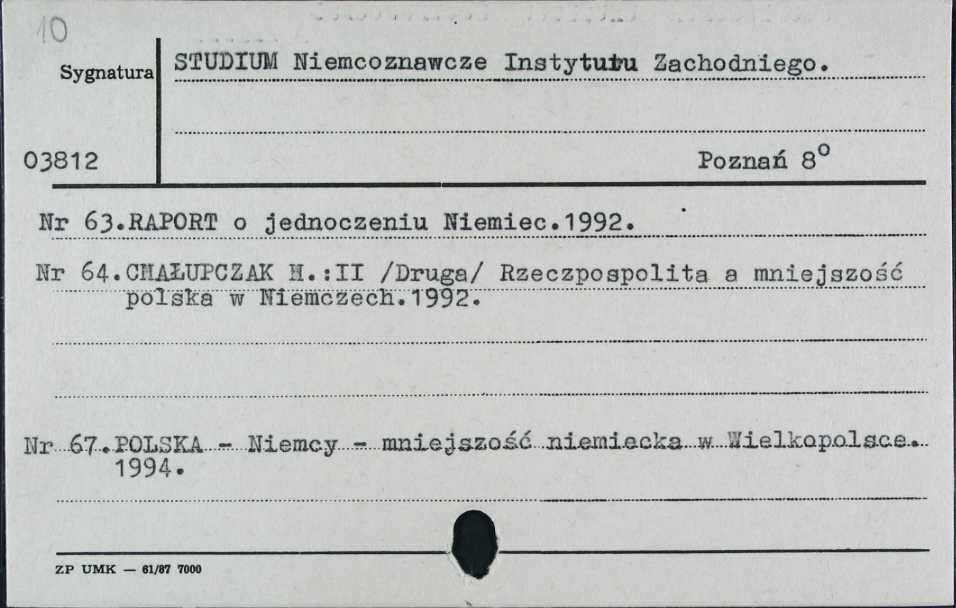 10
STUDIUM Niemcoznawcze Instytutu Zachodniego.
Sygnatura
03812
Poznań 8°
Nr 63.RAPORT o jednoczeniu Niemiec.1992.
Nr 64.CHAŁUPCZAK H.:II /Druga/ Rzeczpospolita a mniejszość
polska w Niemczech.1992.
Nr 67.POLSKA - Niemcy - mniejszość niemiecka w Wielkopolsce.
1994.
ZP UMK — 61/87 7000